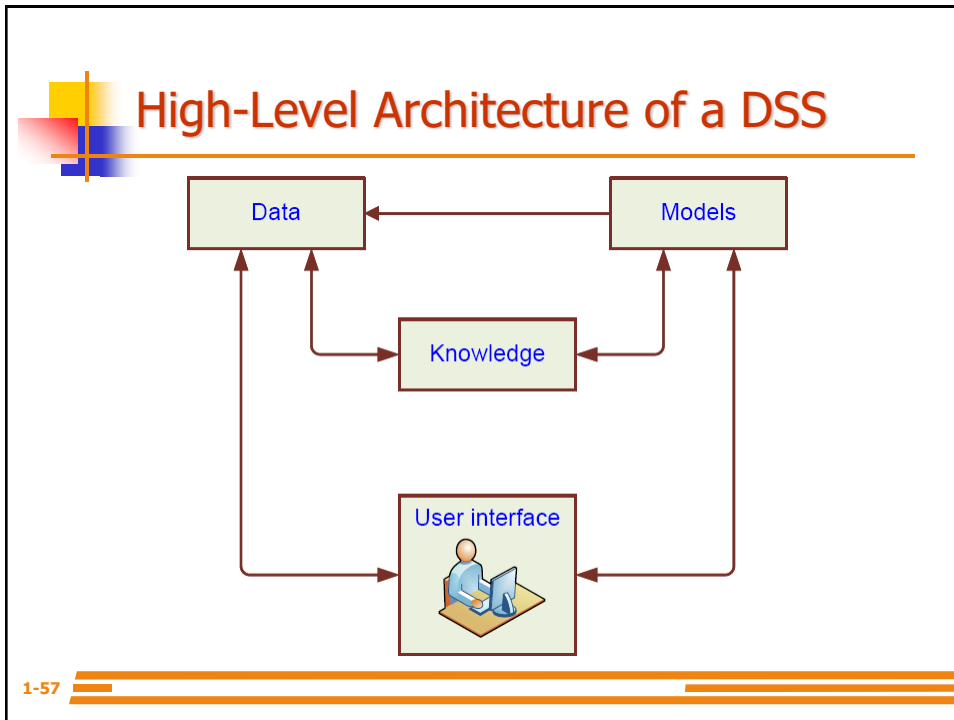 High-Level Architecture of a DSS
Data
Models
Knowledge
User interface
1-57